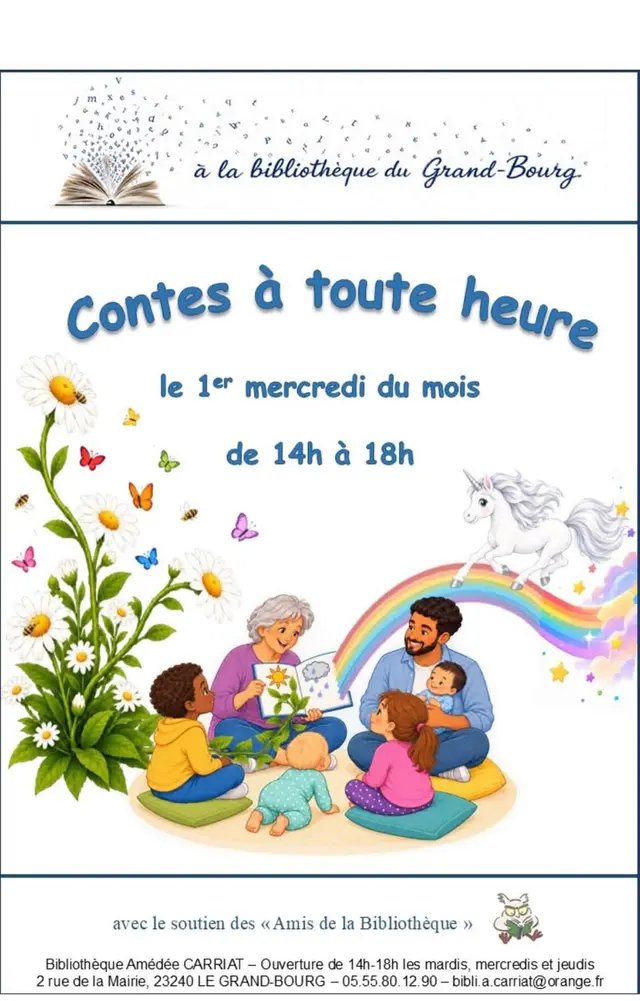 à la bibliothèque du Grand-Bourg
Contes à toute heure
le 1er mercredi du mois
de 14h à 18h
avec le soutien des « Amis de la Bibliothèque »
Bibliothèque Amédée CARRIAT – Ouverture de 14h-18h les mardis, mercredis et jeudis
2 rue de la Mairie, 23240 LE GRAND-BOURG – 05.55.80.12.90 – bibli.a.carriat@orange.fr